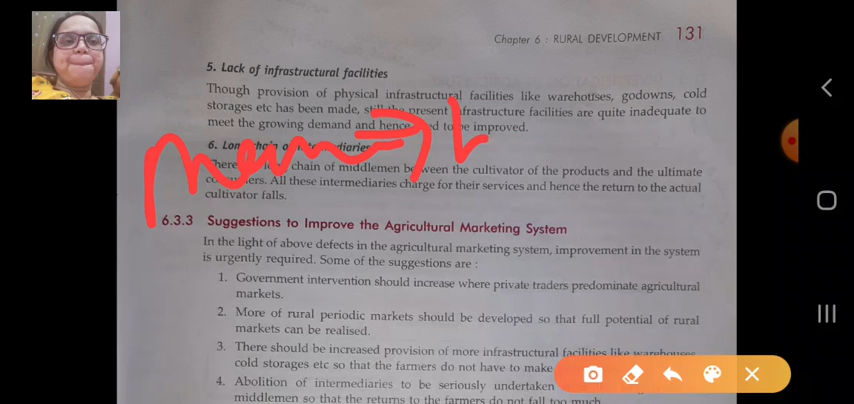 Chapter 6 : RURAL DEVELOPMENT 131
5. Lack of infrastructural facilities
Though provision of physical infrastructural facilities like warehouses, godowns, cold
storages etc has been made, still the present infrastructure facilities are quite inadequate to
meet the growing demand and hence need to be improved.
6. Long chain of intermediaries
There long chain of middlemen between the cultivator of the products and the ultimate
consumers. All these intermediaries charge for their services and hence the return to the actual
cultivator falls.
6.3.3 Suggestions to Improve the Agricultural Marketing System
In the light of above defects in the agricultural marketing system, improvement in the system
is urgently required. Some of the suggestions are :
1. Government intervention should increase where private traders predominate agricultural
markets.
2. More of rural periodic markets should be developed so that full potential of rural
markets can be realised.
3. There should be increased provision of more infrastructural facilities like warehouses,
cold storages etc so that the farmers do not have to make
4. Abolition of intermediaries to be seriously undertaken
middlemen so that the returns to the farmers do not fall too much.